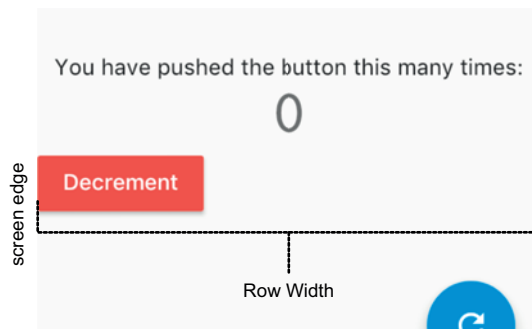 You have pushed the button this many times:
0
Decrement
screen edge
Row Width